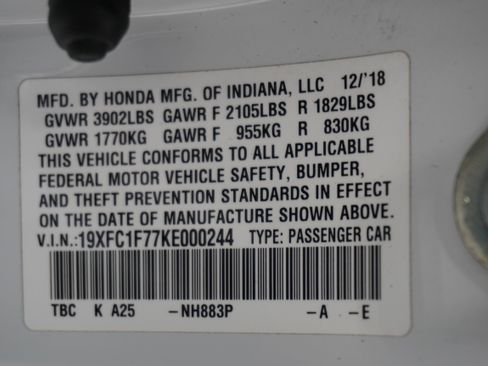 MFD. BY HONDA MFG. OF INDIANA, LLC 12/'18
GVWR 3902LBS GAWR F 2105LBS R 1829LBS
GVWR 1770KG GAWR F 955KG R 830KG
THIS VEHICLE CONFORMS TO ALL APPLICABLE
FEDERAL MOTOR VEHICLE SAFETY, BUMPER,
AND THEFT PREVENTION STANDARDS IN EFFECT
ON THE DATE OF MANUFACTURE SHOWN ABOVE.
V.I.N.:19XFC1F77KE000244 TYPE: PASSENGER CAR
TBC K A25 -NH883P -A -E